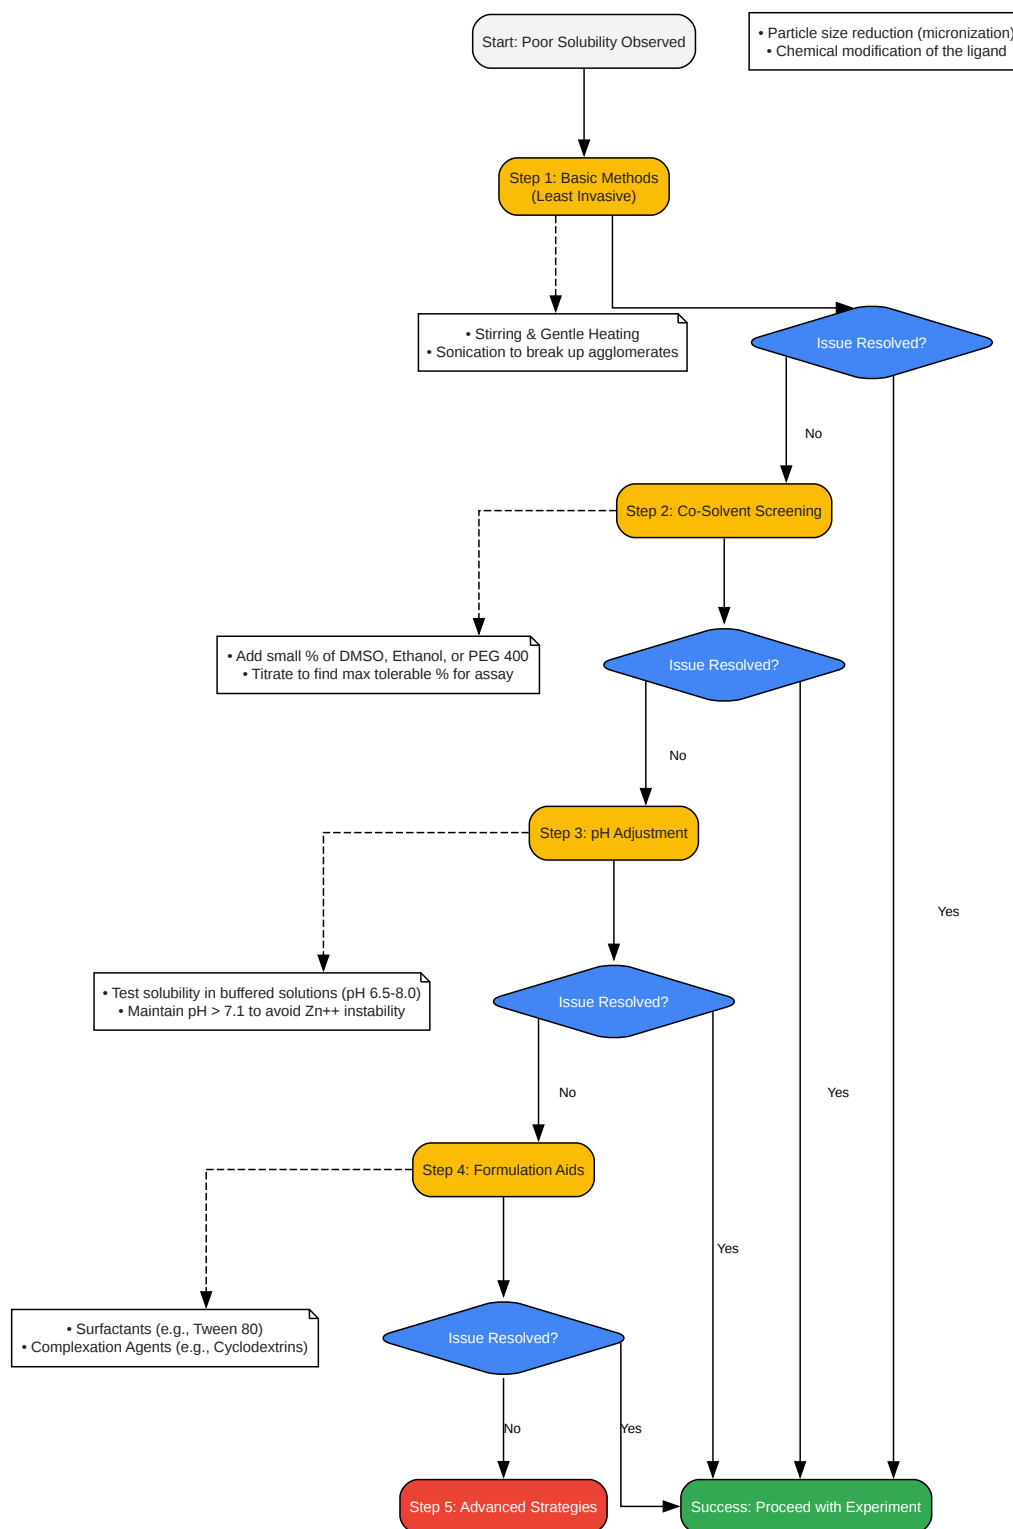 Start: Poor Solubility Observed
• Particle size reduction (micronization)
• Chemical modification of the ligand
Step 1: Basic Methods
(Least Invasive)
• Stirring & Gentle Heating
• Sonication to break up agglomerates
Issue Resolved?
No
Step 2: Co-Solvent Screening
• Add small % of DMSO, Ethanol, or PEG 400
• Titrate to find max tolerable % for assay
Issue Resolved?
No
Step 3: pH Adjustment
Yes
• Test solubility in buffered solutions (pH 6.5-8.0)
• Maintain pH > 7.1 to avoid Zn++ instability
Issue Resolved?
No
Yes
Step 4: Formulation Aids
Yes
• Surfactants (e.g., Tween 80)
• Complexation Agents (e.g., Cyclodextrins)
Issue Resolved?
No
Yes
Step 5: Advanced Strategies
Success: Proceed with Experiment